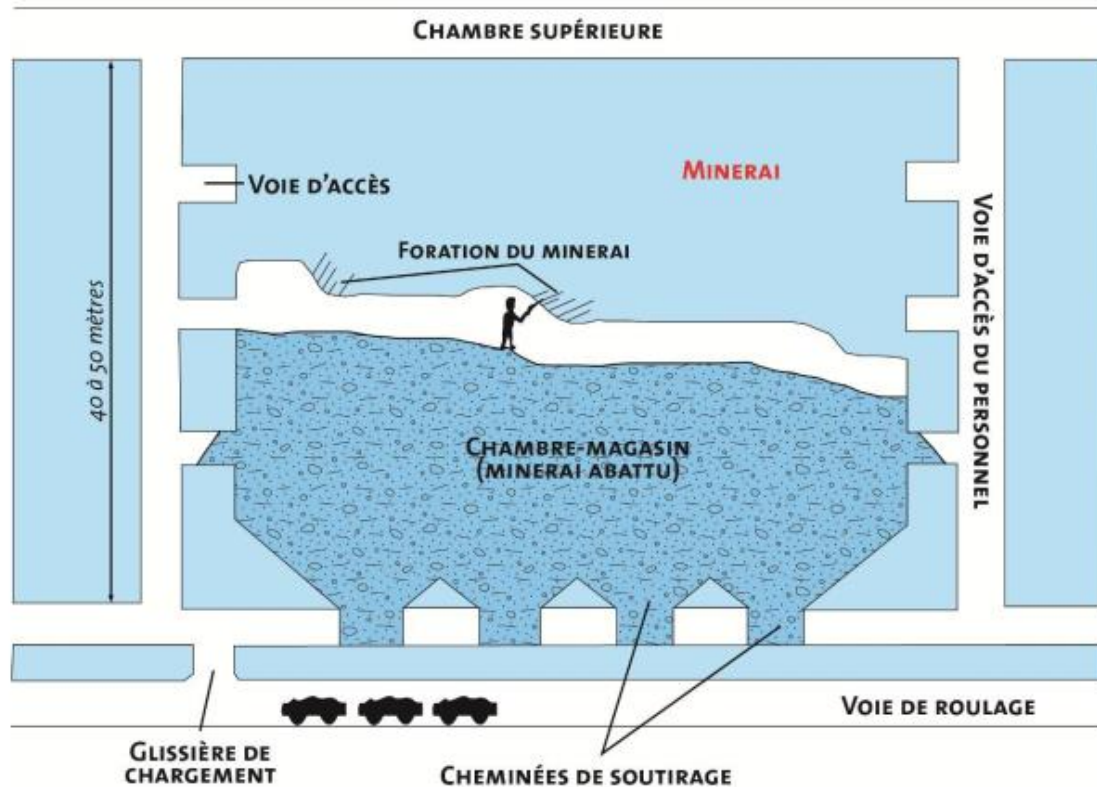 CHAMBRE SUPÉRIEURE
MINERAI
VOIE D'ACCÈS
FORATION DU MINERAI
VOIE D'ACCÈS DU PERSONNEL
40 à 50 mètres
CHAMBRE-MAGASIN
(MINERAI ABATTU)
VOIE DE ROULAGE
GLISSIÈRE DE
CHARGEMENT
CHEMINÉES DE SOUTIRAGE